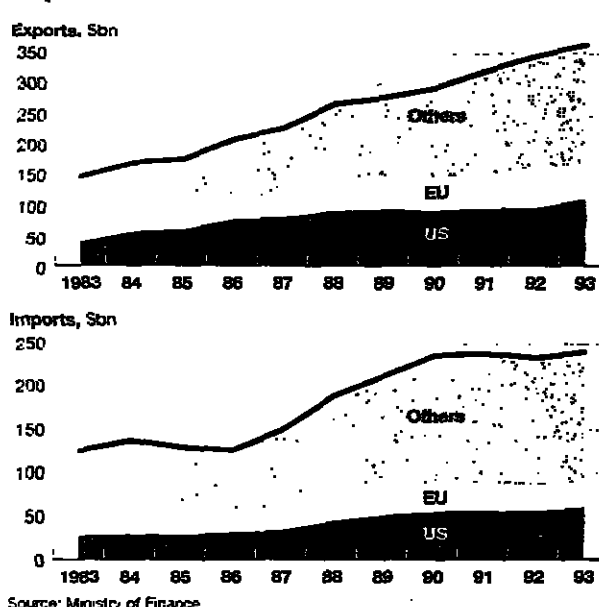 Exports, $bn
350
300
250
200
150
100
50
0
Others
EU
US
1983 84 85 86 87 88 89 90 91 92 93
Imports, $bn
250
200
150
100
50
0
Others
EU
US
1983 84 85 86 87 88 89 90 91 92 93
Source: Ministry of Finance